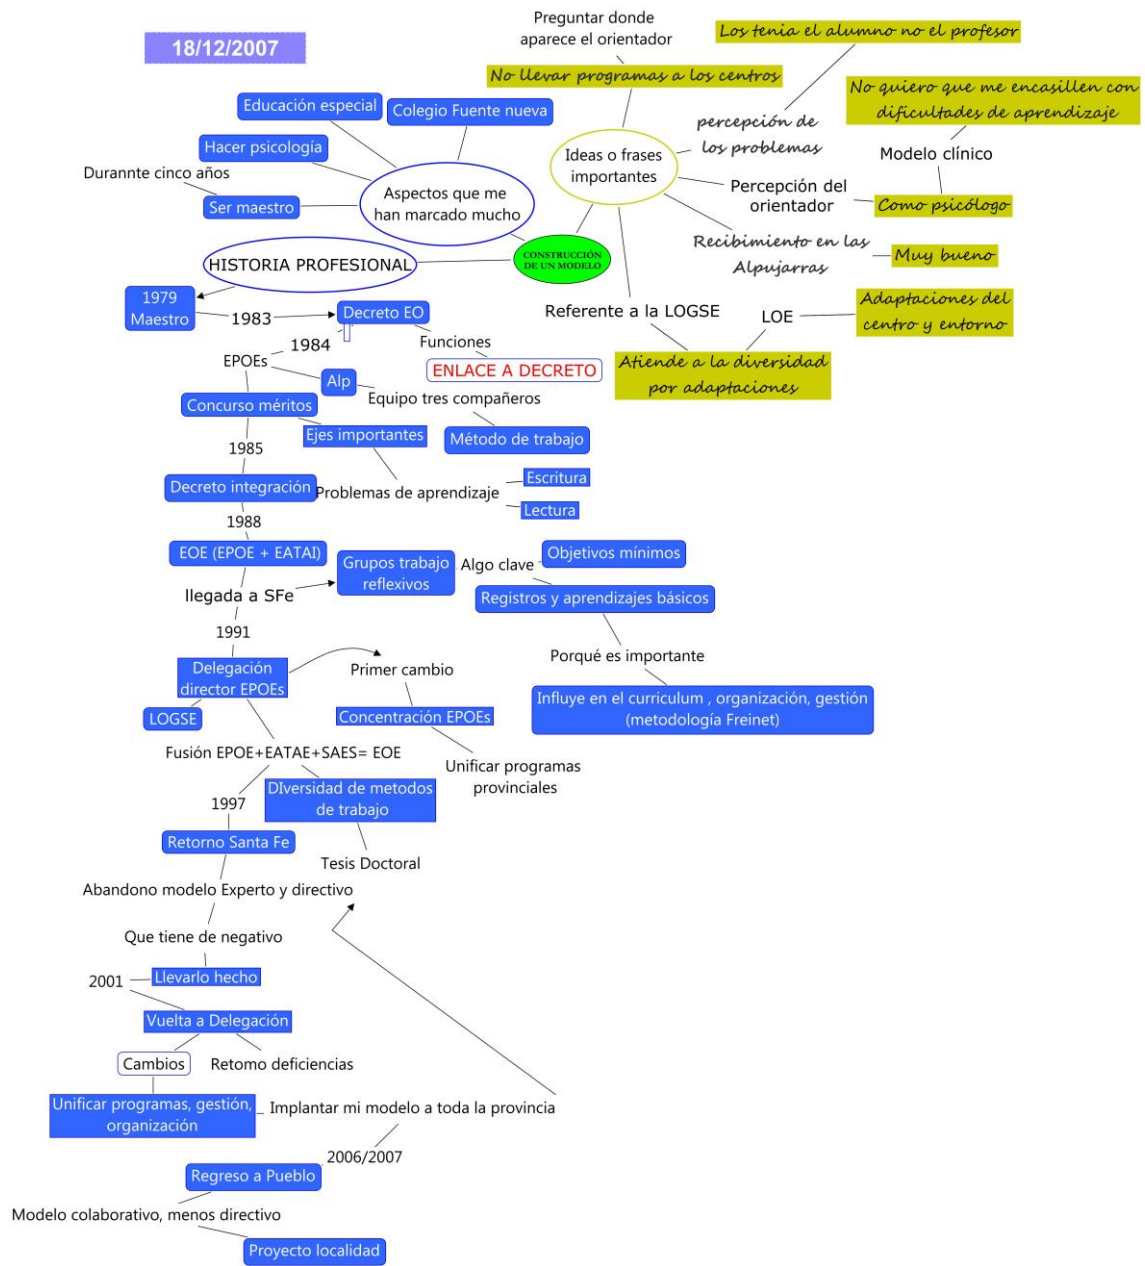 18/12/2007
Preguntar donde
aparece el orientador
Los tenia el alumno no el profesor
No llevar programas a los centros
No quiero que me encasillen con
dificultades de aprendizaje
Educación especial
Colegio Fuente nueva
percepción de
los problemas
Hacer psicología
Ideas o frases
importantes
Modelo clínico
Durannte cinco años
Aspectos que me
han marcado mucho
Percepción del
orientador
Ser maestro
Como psicólogo
CONSTRUCCIÓN
DE UN MODELO
Recibimiento en las
Alpujarras
Muy bueno
HISTORIA PROFESIONAL
1979
Maestro
1983
Decreto EO
Referente a la LOGSE
LOE
Adaptaciones del
centro y entorno
1984
Funciones
EPOEs
ENLACE A DECRETO
Atiende a la diversidad
por adaptaciones
Alp
Equipo tres compañeros
Concurso méritos
Ejes importantes
Método de trabajo
1985
Decreto integración
Problemas de aprendizaje
Escritura
Lectura
1988
EOE (EPOE + EATAI)
Grupos trabajo
reflexivos
Algo clave
Objetivos mínimos
llegada a SFe
Registros y aprendizajes básicos
1991
Porqué es importante
Delegación
director EPOEs
Primer cambio
Influye en el curriculum , organización, gestión
(metodología Freinet)
LOGSE
Concentración EPOEs
Fusión EPOE+EATAE+SAES= EOE
Unificar programas
provinciales
1997
DIversidad de metodos
de trabajo
Retorno Santa Fe
Tesis Doctoral
Abandono modelo Experto y directivo
Que tiene de negativo
2001
Llevarlo hecho
Vuelta a Delegación
Cambios
Retomo deficiencias
Unificar programas, gestión,
organización
Implantar mi modelo a toda la provincia
2006/2007
Regreso a Pueblo
Modelo colaborativo, menos directivo
Proyecto localidad